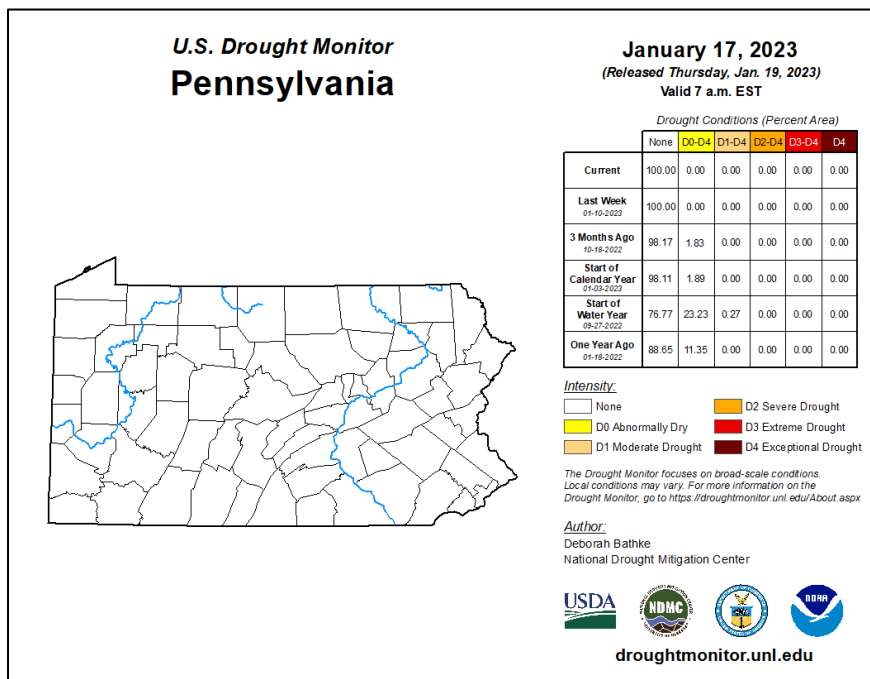 U.S. Drought Monitor
Pennsylvania
January 17, 2023
(Released Thursday, Jan. 19, 2023)
Valid 7 a.m. EST
Drought Conditions (Percent Area)
None D0-D4 D1-D4 D2-D4 D3-D4 D4
Current 100.00 0.00 0.00 0.00 0.00 0.00
Last Week
01-10-2023
100.00 0.00 0.00 0.00 0.00 0.00
3 Months Ago
10-18-2022
98.17 1.83 0.00 0.00 0.00 0.00
Start of
Calendar Year
01-03-2023
98.11 1.89 0.00 0.00 0.00 0.00
Start of
Water Year
09-27-2022
76.77 23.23 0.27 0.00 0.00 0.00
One Year Ago
01-18-2022
88.65 11.35 0.00 0.00 0.00 0.00
Intensity:
None
D0 Abnormally Dry
D1 Moderate Drought
D2 Severe Drought
D3 Extreme Drought
D4 Exceptional Drought
The Drought Monitor focuses on broad-scale conditions.
Local conditions may vary. For more information on the
Drought Monitor, go to https://droughtmonitor.unl.edu/About.aspx
Author:
Deborah Bathke
National Drought Mitigation Center
USDA
NDMC
NOAA
droughtmonitor.unl.edu